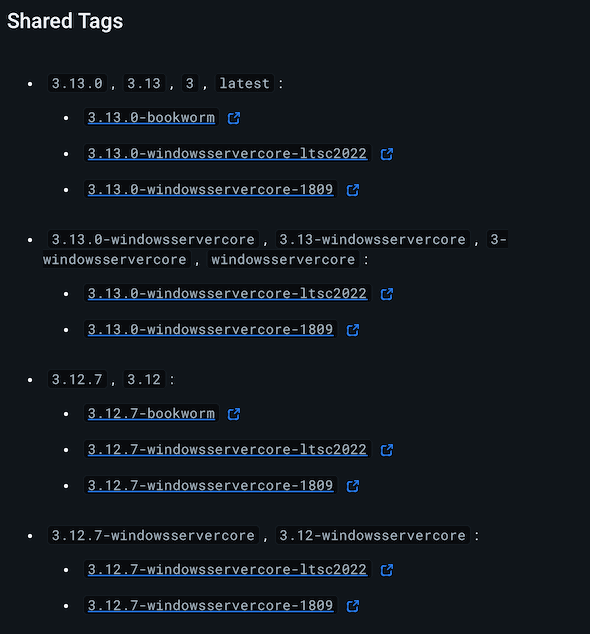 Shared Tags
3.13.0, 3.13, 3, latest:
3.13.0-bookworm
3.13.0-windowsservercore-ltsc2022
3.13.0-windowsservercore-1809
3.13.0-windowsservercore, 3.13-windowsservercore, 3-
windowsservercore, windowsservercore:
3.13.0-windowsservercore-ltsc2022
3.13.0-windowsservercore-1809
3.12.7, 3.12:
3.12.7-bookworm
3.12.7-windowsservercore-ltsc2022
3.12.7-windowsservercore-1809
3.12.7-windowsservercore, 3.12-windowsservercore:
3.12.7-windowsservercore-ltsc2022
3.12.7-windowsservercore-1809